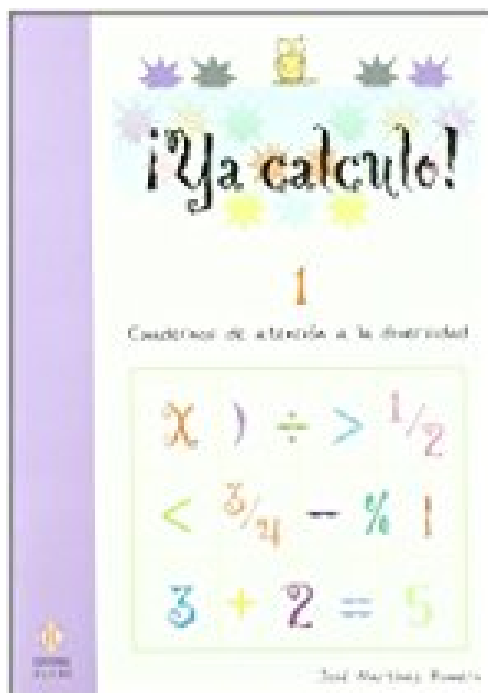 ¡Ya calculo!
1
Cuadernos de atención a la diversidad
X ) ÷ > 1/2
< 3/4 - % !
3 + 2 = 5
José Martínez Romero